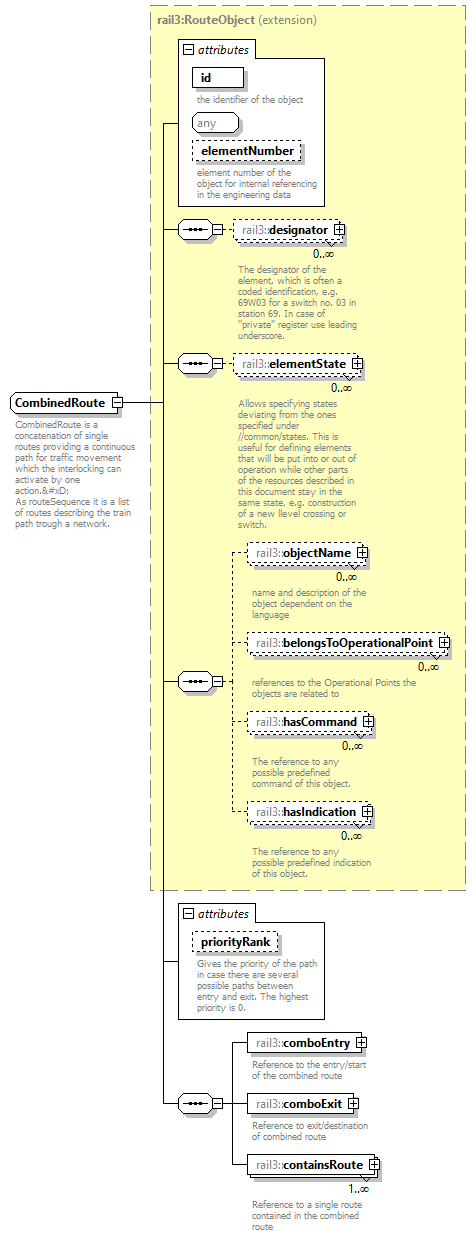 rail3:RouteObject (extension)
attributes
id
the identifier of the object
any
elementNumber
element number of the
object for internal referencing
in the engineering data
rail3::designator
0..∞
The designator of the
element, which is often a
coded identification, e.g.
69W03 for a switch no. 03 in
station 69. In case of
"private" register use leading
underscore.
rail3::elementState
0..∞
Allows specifying states
deviating from the ones
specified under
//common/states. This is
useful for defining elements
that will be put into or out of
operation while other parts
of the resources described in
this document stay in the
same state, e.g. construction
of a new llevel crossing or
switch.
CombinedRoute
CombinedRoute is a
concatenation of single
routes providing a continuous
path for traffic movement
which the interlocking can
activate by one
action.&#xD;
As routeSequence it is a list
of routes describing the train
path trough a network.
rail3::objectName
0..∞
name and description of the
object dependent on the
language
rail3::belongsToOperationalPoint
0..∞
references to the Operational Points the
objects are related to
rail3::hasCommand
0..∞
The reference to any
possible predefined
command of this object.
rail3::hasIndication
0..∞
The reference to any
possible predefined indication
of this object.
attributes
priorityRank
Gives the priority of the path
in case there are several
possible paths between
entry and exit. The highest
priority is 0.
rail3::comboEntry
Reference to the entry/start
of the combined route
rail3::comboExit
Reference to exit/destination
of combined route
rail3::containsRoute
1..∞
Reference to a single route
contained in the combined
route